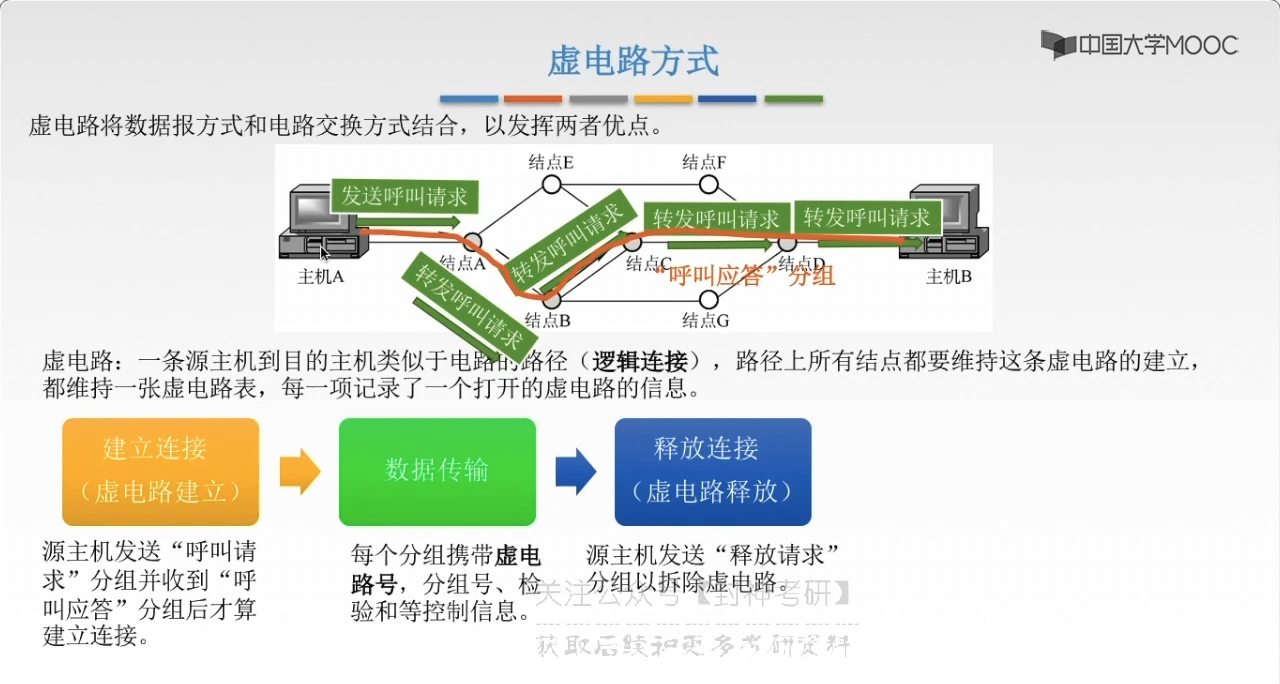 中国大学MOOC
虚电路方式
虚电路将数据报方式和电路交换方式结合，以发挥两者优点。
结点E
结点F
发送呼叫请求
转发呼叫请求
转发呼叫请求
转发呼叫请求
结点A
结点C
结点D
主机A
转发呼叫请求
“呼叫应答”分组
主机B
结点B
结点G
虚电路：一条源主机到目的主机类似于电路的路径（逻辑连接），路径上所有结点都要维持这条虚电路的建立，
都维持一张虚电路表，每一项记录了一个打开的虚电路的信息。
建立连接
（虚电路建立）
数据传输
释放连接
（虚电路释放）
源主机发送“呼叫请
求”分组并收到“呼
叫应答”分组后才算
建立连接。
每个分组携带虚电
路号，分组号、检
验和等控制信息。
源主机发送“释放请求”
分组以拆除虚电路。
关注公众号【封神考研】
获取后续和更多考研资料